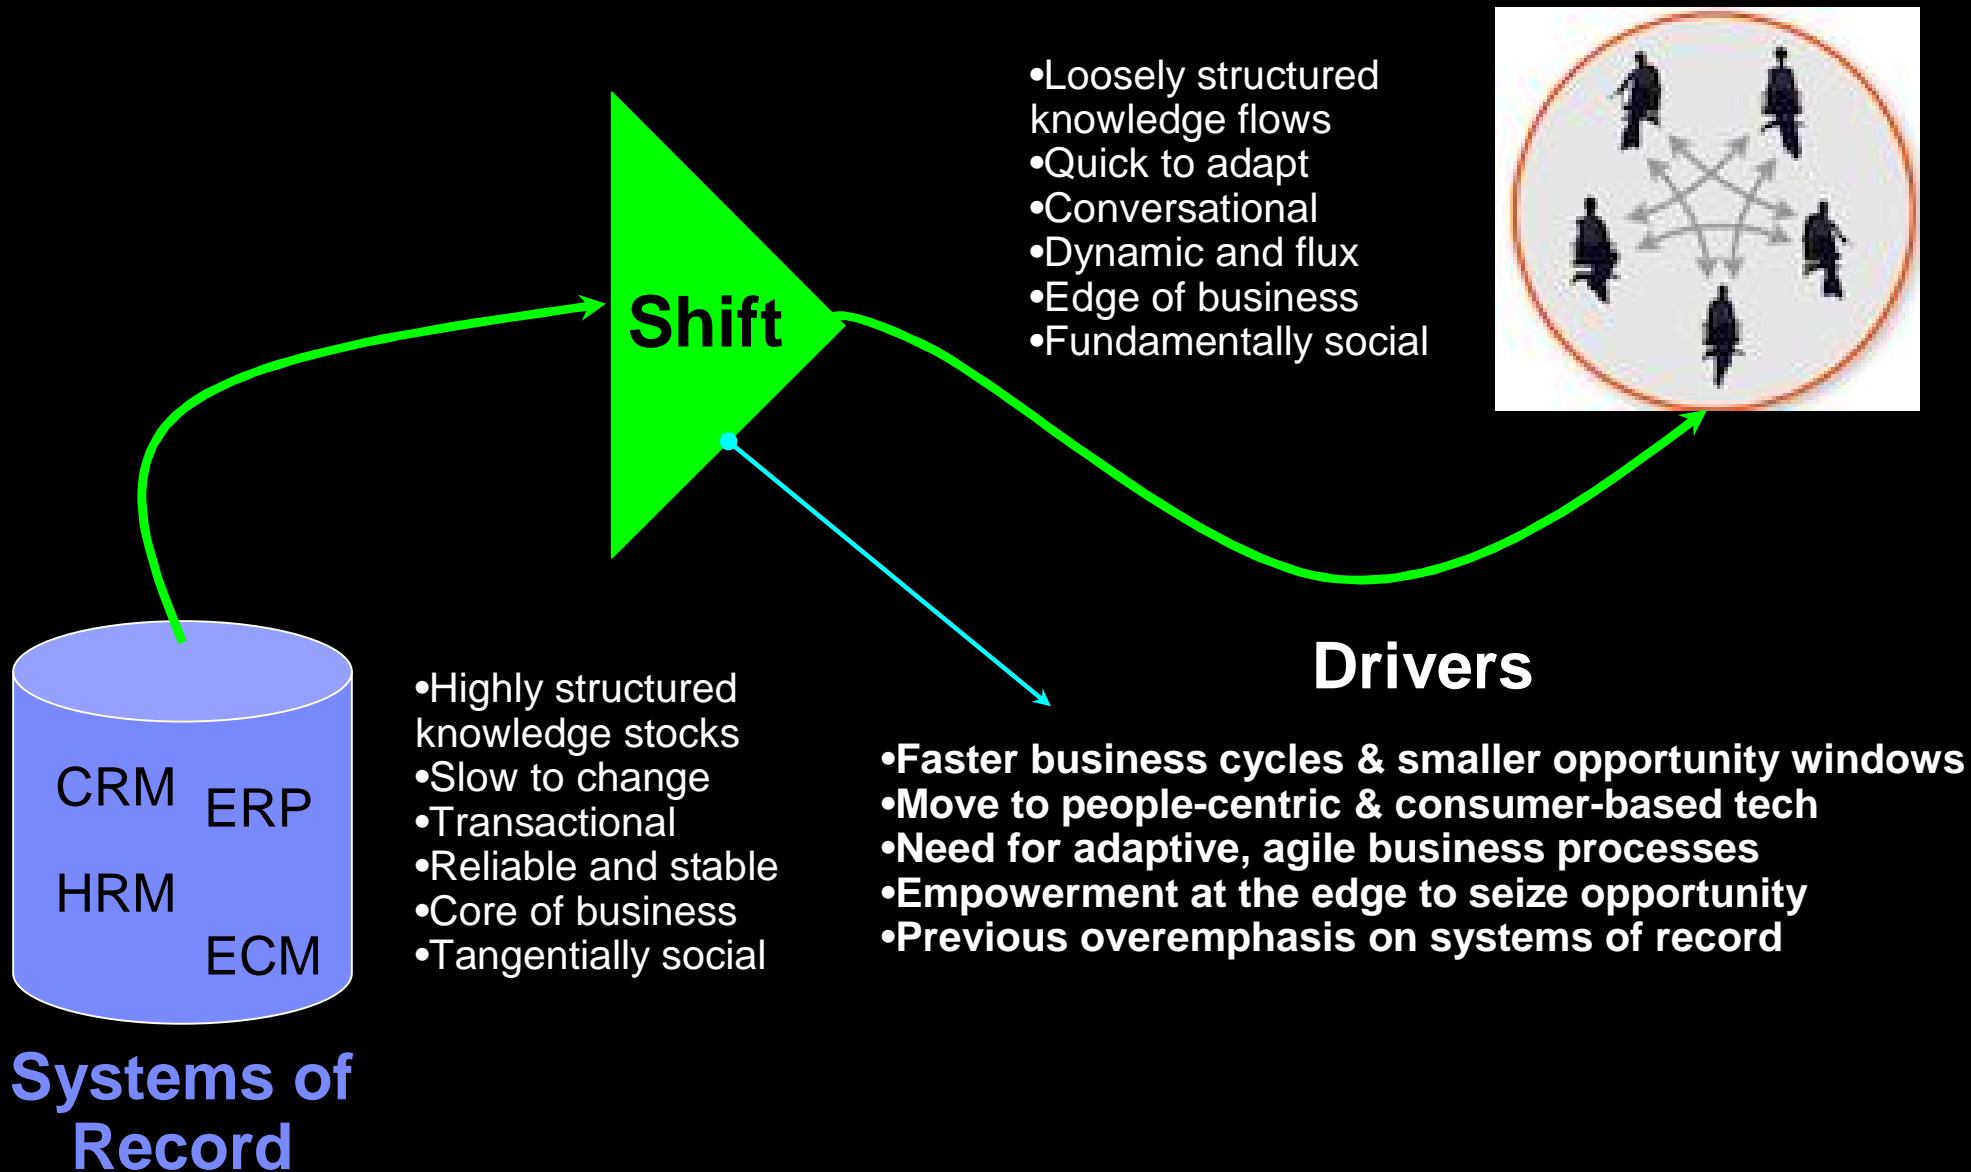 •Loosely structured
knowledge flows
•Quick to adapt
•Conversational
•Dynamic and flux
•Edge of business
•Fundamentally social
Shift
Drivers
•Faster business cycles & smaller opportunity windows
•Move to people-centric & consumer-based tech
•Need for adaptive, agile business processes
•Empowerment at the edge to seize opportunity
•Previous overemphasis on systems of record
•Highly structured
knowledge stocks
•Slow to change
•Transactional
•Reliable and stable
•Core of business
•Tangentially social
CRM
ERP
HRM
ECM
Systems of
Record